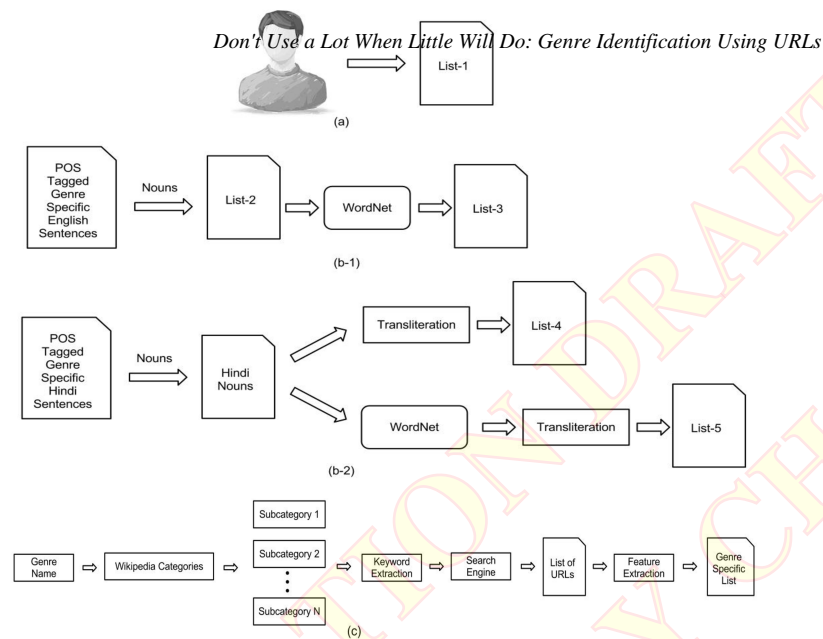 Don't Use a Lot When Little Will Do: Genre Identification Using URLs
List-1
(a)
POS
Tagged
Genre
Specific
English
Sentences
Nouns
List-2
WordNet
List-3
(b-1)
POS
Tagged
Genre
Specific
Hindi
Sentences
Nouns
Hindi
Nouns
Transliteration
List-4
WordNet
Transliteration
List-5
(b-2)
Genre
Name
Wikipedia Categories
Subcategory 1
Subcategory 2
Subcategory N
Keyword
Extraction
Search
Engine
List of
URLs
Feature
Extraction
Genre
Specific
List
(c)